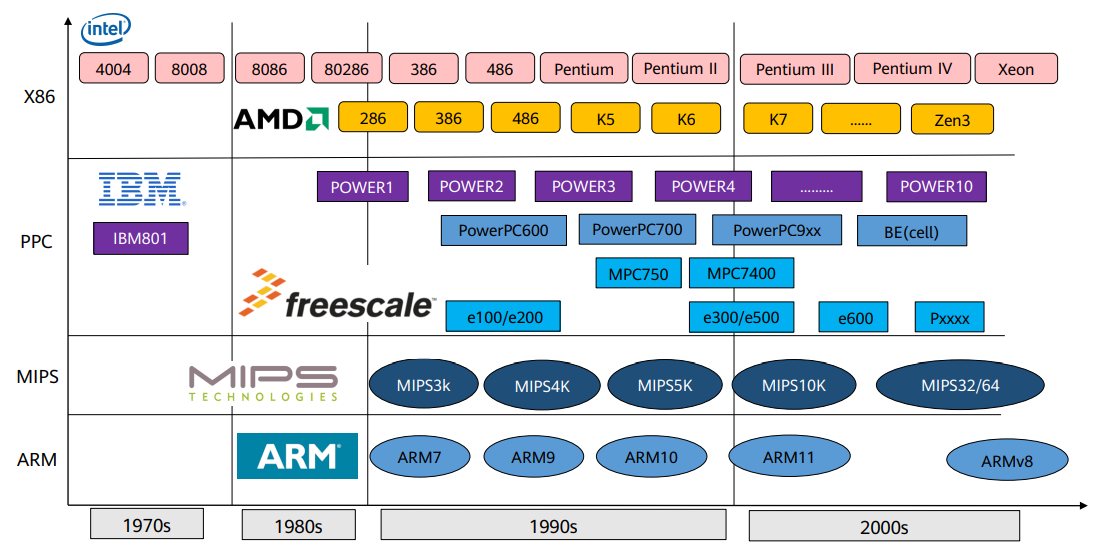 intel
4004 8008 8086 80286 386 486 Pentium Pentium II Pentium III Pentium IV Xeon
X86
AMD 286 386 486 K5 K6 K7 ...... Zen3
IBM POWER1 POWER2 POWER3 POWER4 ......... POWER10
PPC
IBM801 PowerPC600 PowerPC700 PowerPC9xx BE(cell)
MPC750 MPC7400
freescale™ e100/e200 e300/e500 e600 Pxxxx
MIPS
MIPS MIPS3k MIPS4K MIPS5K MIPS10K MIPS32/64
TECHNOLOGIES
ARM ARM® ARM7 ARM9 ARM10 ARM11 ARMv8
1970s 1980s 1990s 2000s